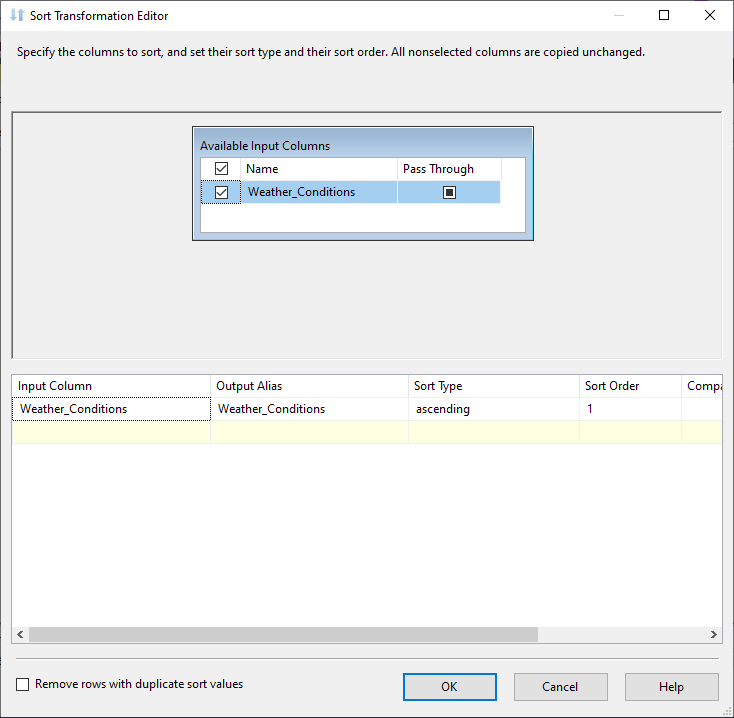 Sort Transformation Editor
Specify the columns to sort, and set their sort type and their sort order. All nonselected columns are copied unchanged.
Available Input Columns
Name Pass Through
Weather_Conditions
Input Column Output Alias Sort Type Sort Order Compa
Weather_Conditions Weather_Conditions ascending 1
Remove rows with duplicate sort values OK Cancel Help